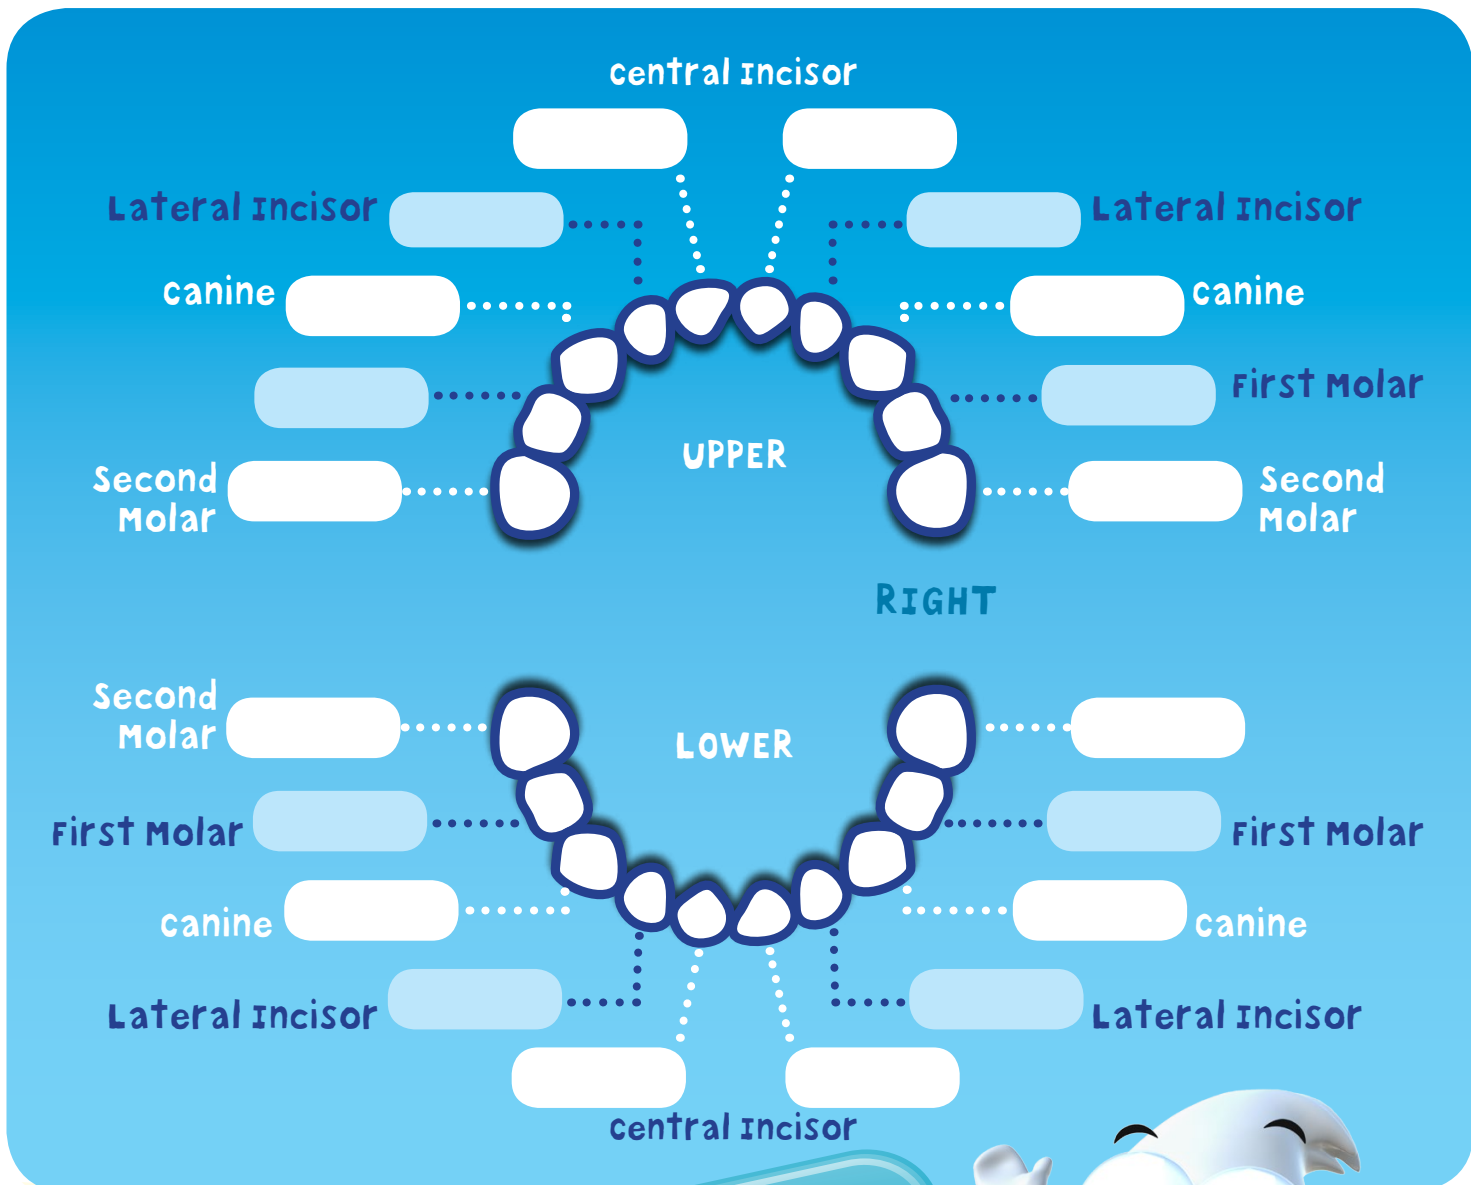 central Incisor
Lateral Incisor
Lateral Incisor
canine
canine
First Molar
Second
Molar
UPPER
Second
Molar
RIGHT
Second
Molar
LOWER
First Molar
First Molar
canine
canine
Lateral Incisor
Lateral Incisor
central Incisor